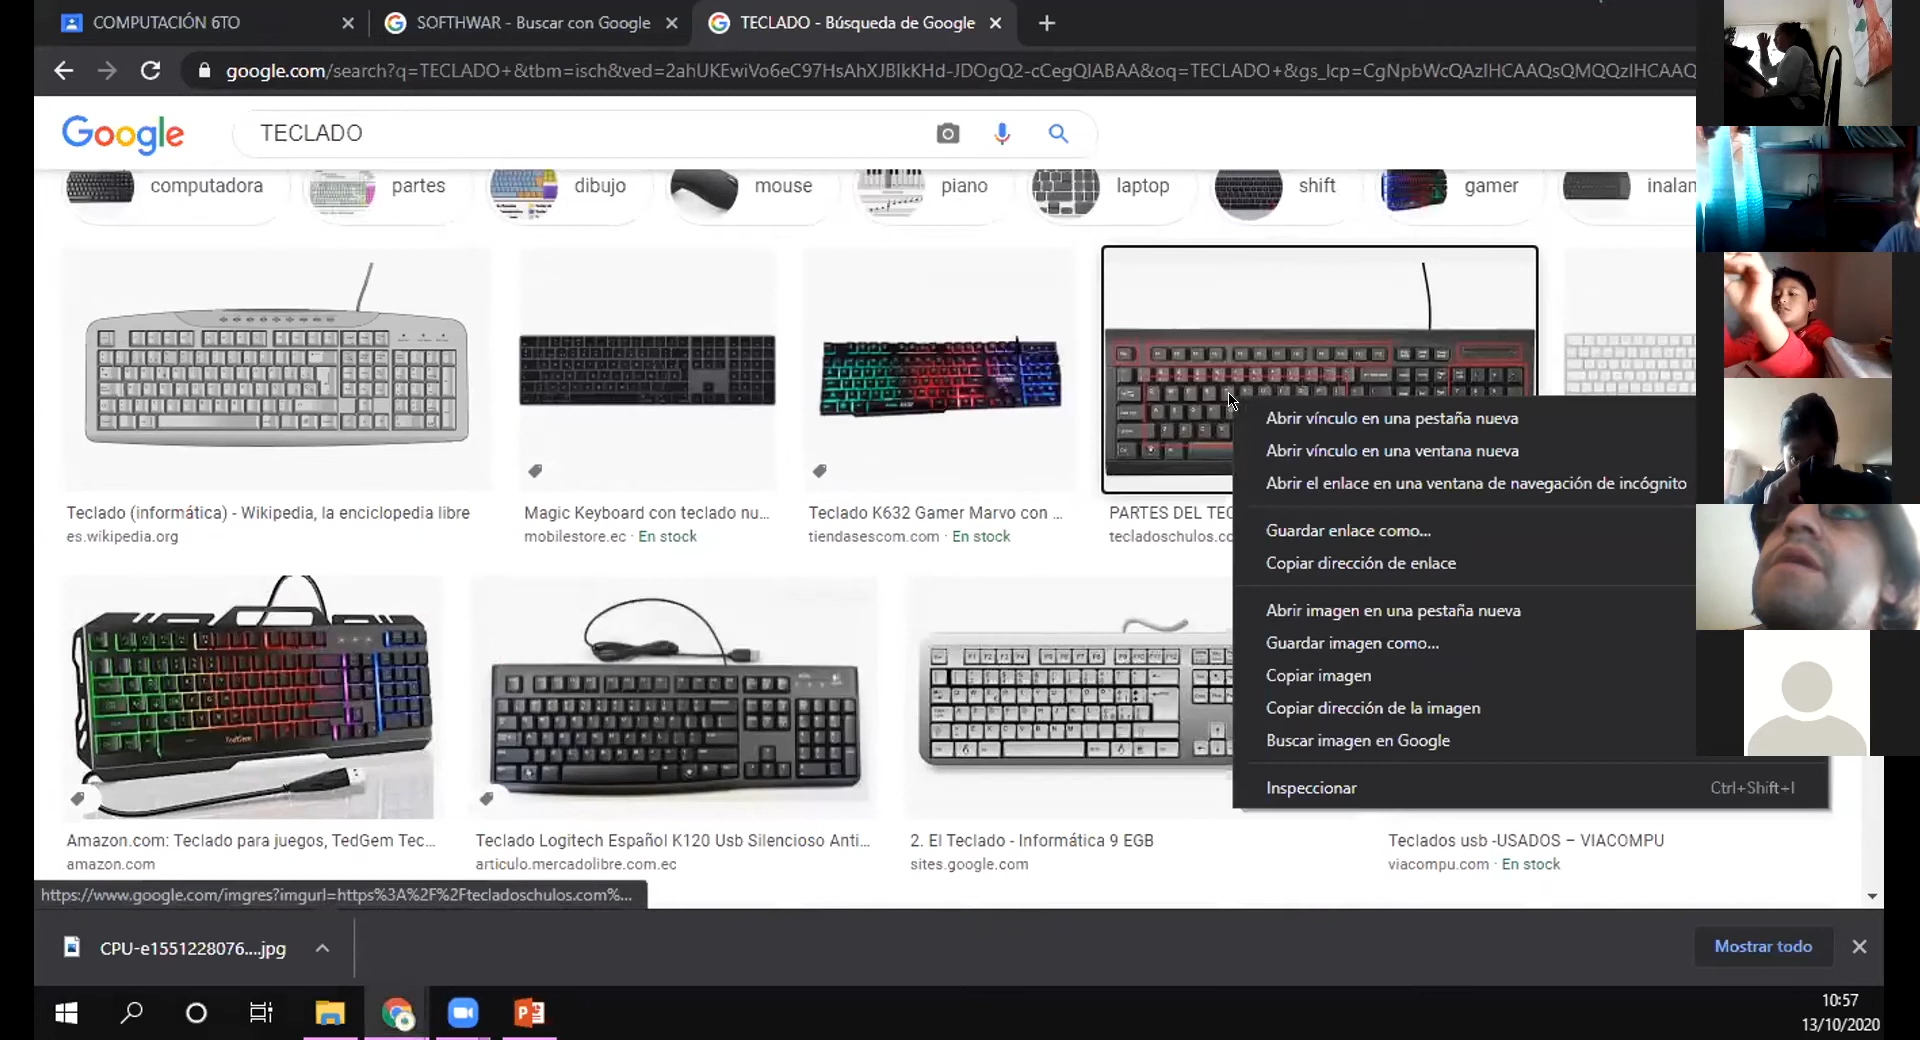 COMPUTACIÓN 6TO
SOFTHWAR - Buscar con Google
TECLADO - Búsqueda de Google
google.com/search?q=TECLADO+&tbm=isch&ved=2ahUKEwiVo6eC97HsAhXJBIkKHd-JDOgQ2-cCegQIABAA&oq=TECLADO+&gs_lcp=CgNpbWcQAzIHCAAQsQMQQzIHCAAQ
Google
TECLADO
computadora
partes
dibujo
mouse
piano
laptop
shift
gamer
inalan
Teclado (informática) - Wikipedia, la enciclopedia libre
es.wikipedia.org
Magic Keyboard con teclado nu...
mobilestore.ec · En stock
Teclado K632 Gamer Marvo con ...
tiendasescom.com · En stock
PARTES DEL TEC
tecladoschulos.co
Abrir vínculo en una pestaña nueva
Abrir vínculo en una ventana nueva
Abrir el enlace en una ventana de navegación de incógnito
Guardar enlace como...
Copiar dirección de enlace
Abrir imagen en una pestaña nueva
Guardar imagen como...
Copiar imagen
Copiar dirección de la imagen
Buscar imagen en Google
Inspeccionar Ctrl+Shift+I
TedGem
Amazon.com: Teclado para juegos, TedGem Tec...
amazon.com
Teclado Logitech Español K120 Usb Silencioso Anti...
articulo.mercadolibre.com.ec
2. El Teclado - Informática 9 EGB
sites.google.com
Teclados usb -USADOS – VIACOMPU
viacompu.com · En stock
https://www.google.com/imgres?imgurl=https%3A%2F%2Ftecladoschulos.com%...
CPU-e1551228076....jpg
Mostrar todo
10:57
13/10/2020